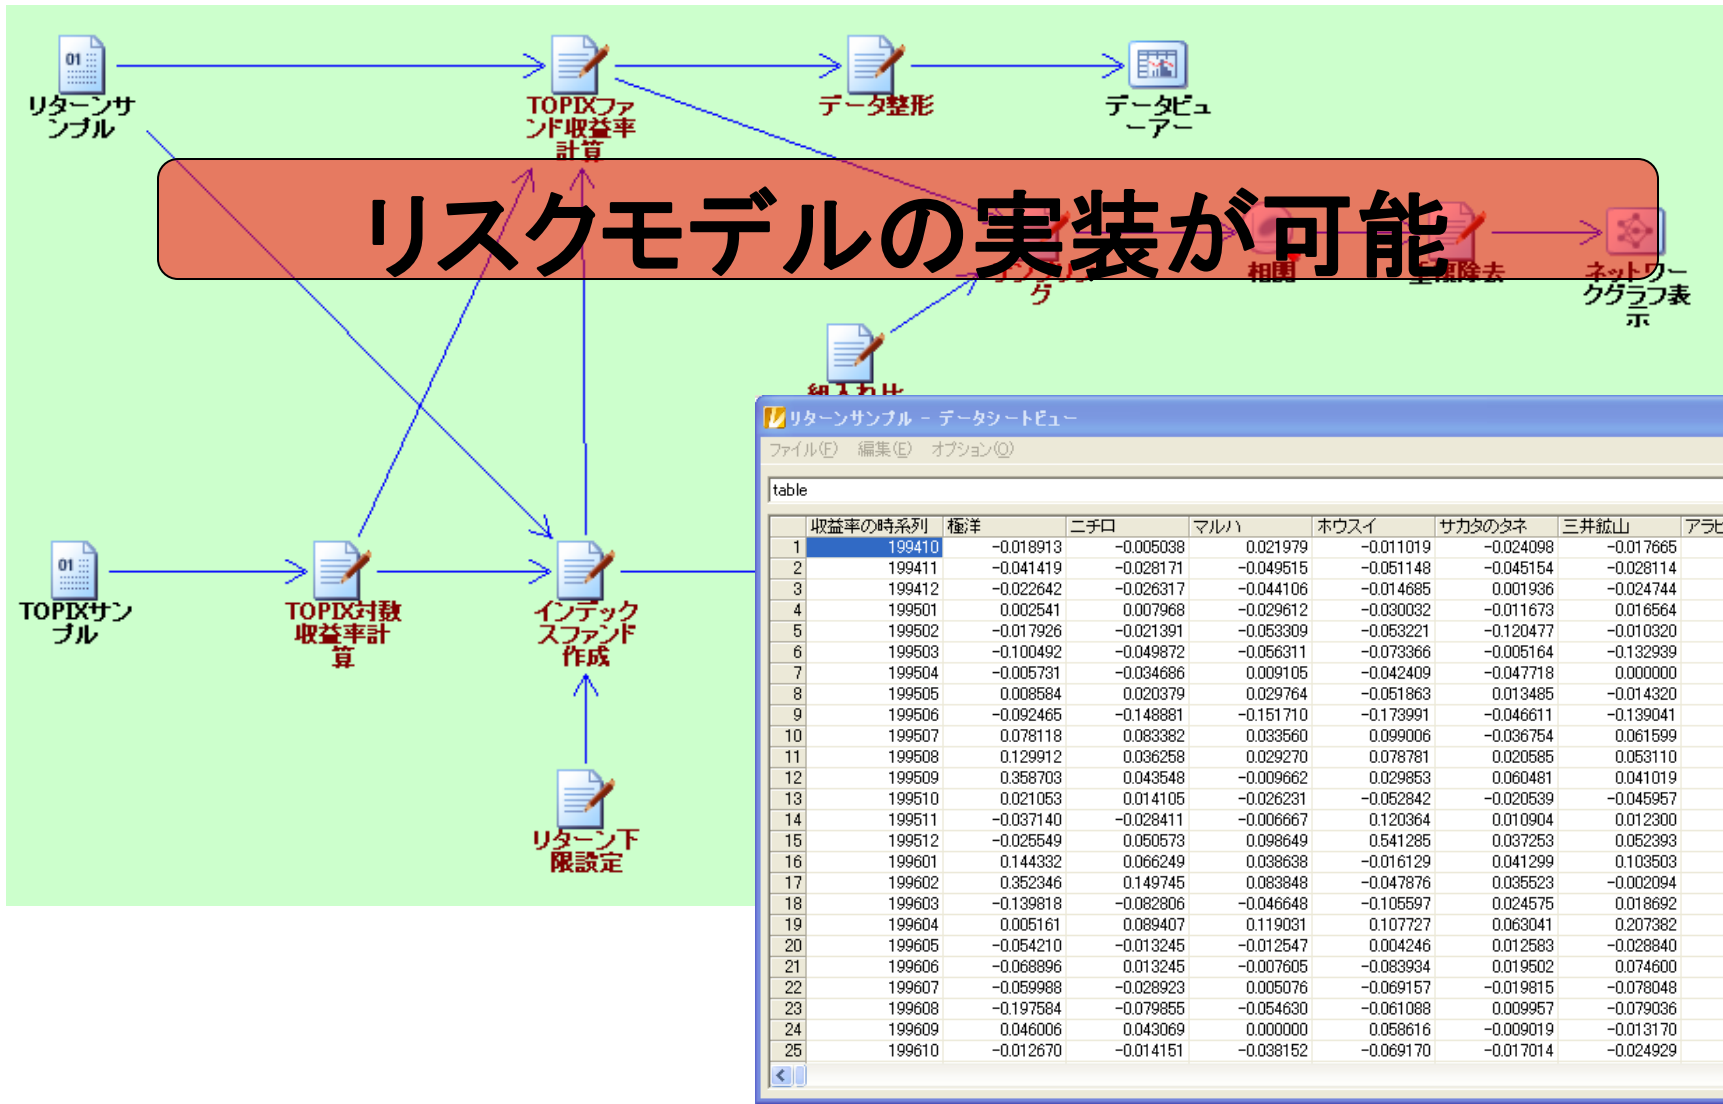 01
リターンサ
ンプル
TOPIXファ
ンド収益率
計算
データ整形
データビュ
ーアー
リスクモデルの実装が可能
グ
相関
重複除去
ネットワー
クグラフ表
示
組入れ比
01
TOPIXサン
プル
TOPIX対数
収益率計
算
インデック
スファンド
作成
リターン下
限設定
リターンサンプル - データシートビュー
ファイル(F) 編集(E) オプション(O)
table
収益率の時系列 極洋 ニチロ マルハ ホウスイ サカタのタネ 三井鉱山 アラビ
1 199410 -0.018913 -0.005038 0.021979 -0.011019 -0.024098 -0.017665
2 199411 -0.041419 -0.028171 -0.049515 -0.051148 -0.045154 -0.028114
3 199412 -0.022642 -0.026317 -0.044106 -0.014685 0.001936 -0.024744
4 199501 0.002541 0.007968 -0.029612 -0.030032 -0.011673 0.016564
5 199502 -0.017926 -0.021391 -0.053309 -0.053221 -0.120477 -0.010320
6 199503 -0.100492 -0.049872 -0.056311 -0.073366 -0.005164 -0.132939
7 199504 -0.005731 -0.034686 0.009105 -0.042409 -0.047718 0.000000
8 199505 0.008584 0.020379 0.029764 -0.051863 0.013485 -0.014320
9 199506 -0.092465 -0.148881 -0.151710 -0.173991 -0.046611 -0.139041
10 199507 0.078118 0.083382 0.033560 0.099006 -0.036754 0.061599
11 199508 0.129912 0.036258 0.029270 0.078781 0.020585 0.053110
12 199509 0.358703 0.043548 -0.009662 0.029853 0.060481 0.041019
13 199510 0.021053 0.014105 -0.026231 -0.052842 -0.020539 -0.045957
14 199511 -0.037140 -0.028411 -0.006667 0.120364 0.010904 0.012300
15 199512 -0.025549 0.050573 0.098649 0.541285 0.037253 0.052393
16 199601 0.144332 0.066249 0.038638 -0.016129 0.041299 0.103503
17 199602 0.352346 0.149745 0.083848 -0.047876 0.035523 -0.002094
18 199603 -0.139818 -0.082806 -0.046648 -0.105597 0.024575 0.018692
19 199604 0.005161 0.089407 0.119031 0.107727 0.063041 0.207382
20 199605 -0.054210 -0.013245 -0.012547 0.004246 0.012583 -0.028840
21 199606 -0.068896 0.013245 -0.007605 -0.083934 0.019502 0.074600
22 199607 -0.059988 -0.028923 0.005076 -0.069157 -0.019815 -0.078048
23 199608 -0.197584 -0.079855 -0.054630 -0.061088 0.009957 -0.079036
24 199609 0.046006 0.043069 0.000000 0.058616 -0.009019 -0.013170
25 199610 -0.012670 -0.014151 -0.038152 -0.069170 -0.017014 -0.024929